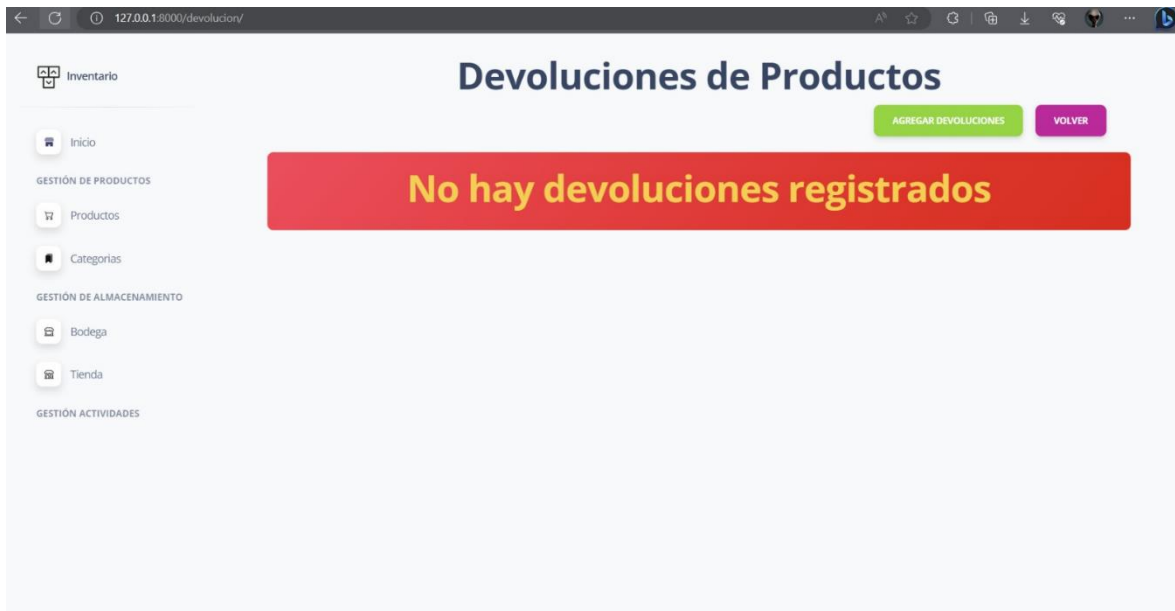 127.0.0.1:8000/devolucion/
Inventario
Devoluciones de Productos
AGREGAR DEVOLUCIONES
VOLVER
Inicio
No hay devoluciones registrados
GESTIÓN DE PRODUCTOS
Productos
Categorias
GESTIÓN DE ALMACENAMIENTO
Bodega
Tienda
GESTIÓN ACTIVIDADES